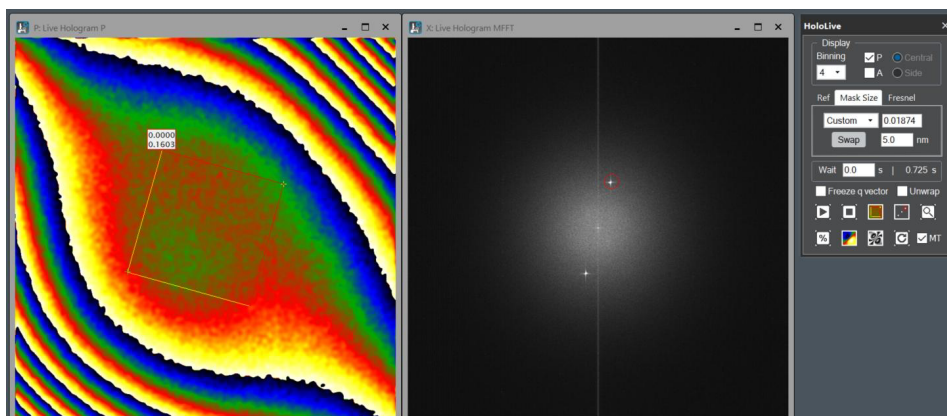 P: Live Hologram P
0.0000
0.1603
X: Live Hologram MFFT
HoloLive
Display
Binning
4
P
A
Central
Side
Ref Mask Size Fresnel
Custom 0.01874
Swap 5.0 nm
Wait 0.0 s | 0.725 s
Freeze q vector Unwrap
% MT